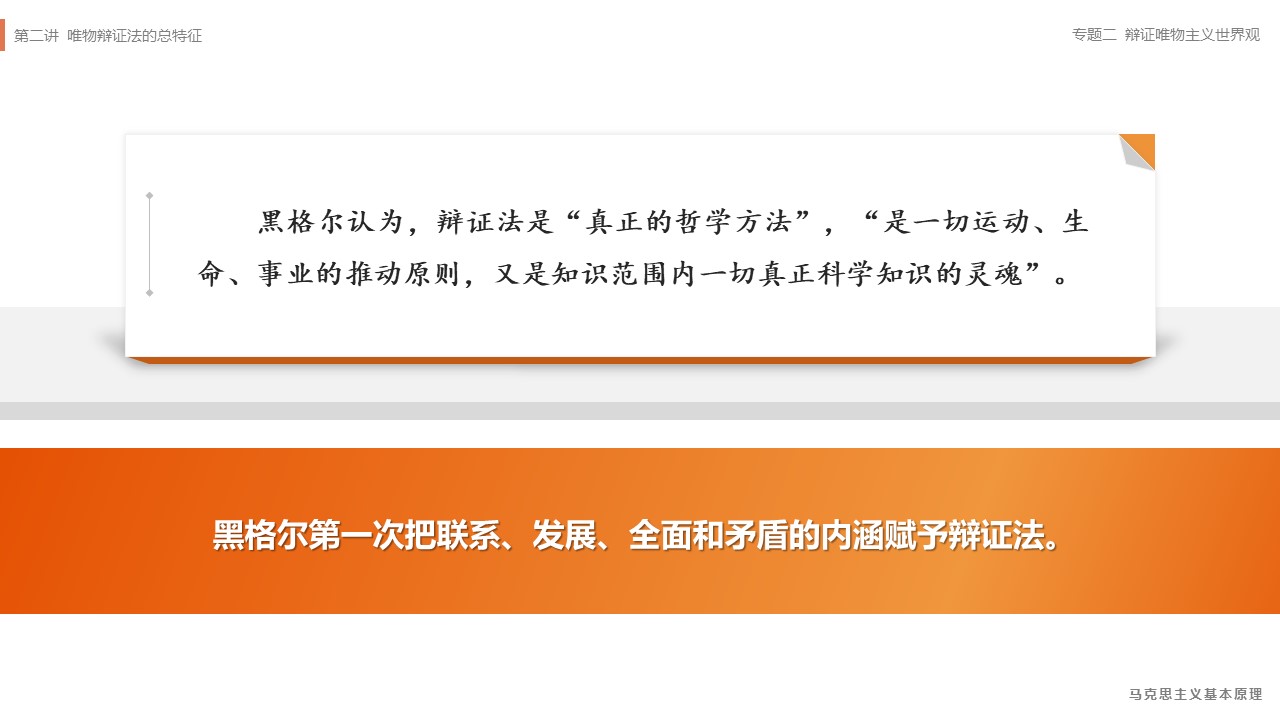 第二讲 唯物辩证法的总特征
专题二 辩证唯物主义世界观
黑格尔认为，辩证法是“真正的哲学方法”，“是一切运动、生
命、事业的推动原则，又是知识范围内一切真正科学知识的灵魂”。
黑格尔第一次把联系、发展、全面和矛盾的内涵赋予辩证法。
马克思主义基本原理